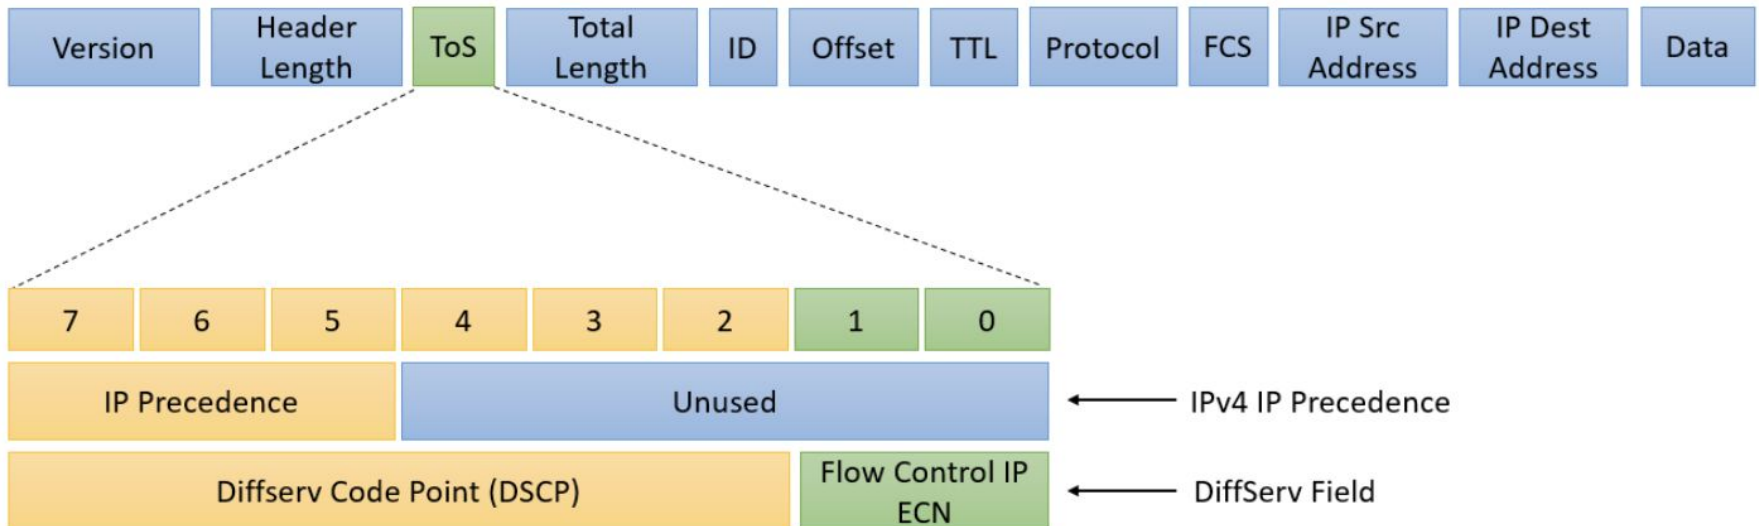 Version
Header
Length
ToS
Total
Length
ID
Offset
TTL
Protocol
FCS
IP Src
Address
IP Dest
Address
Data
7 6 5 4 3 2 1 0
IP Precedence
Unused
IPv4 IP Precedence
Diffserv Code Point (DSCP)
Flow Control IP
ECN
DiffServ Field